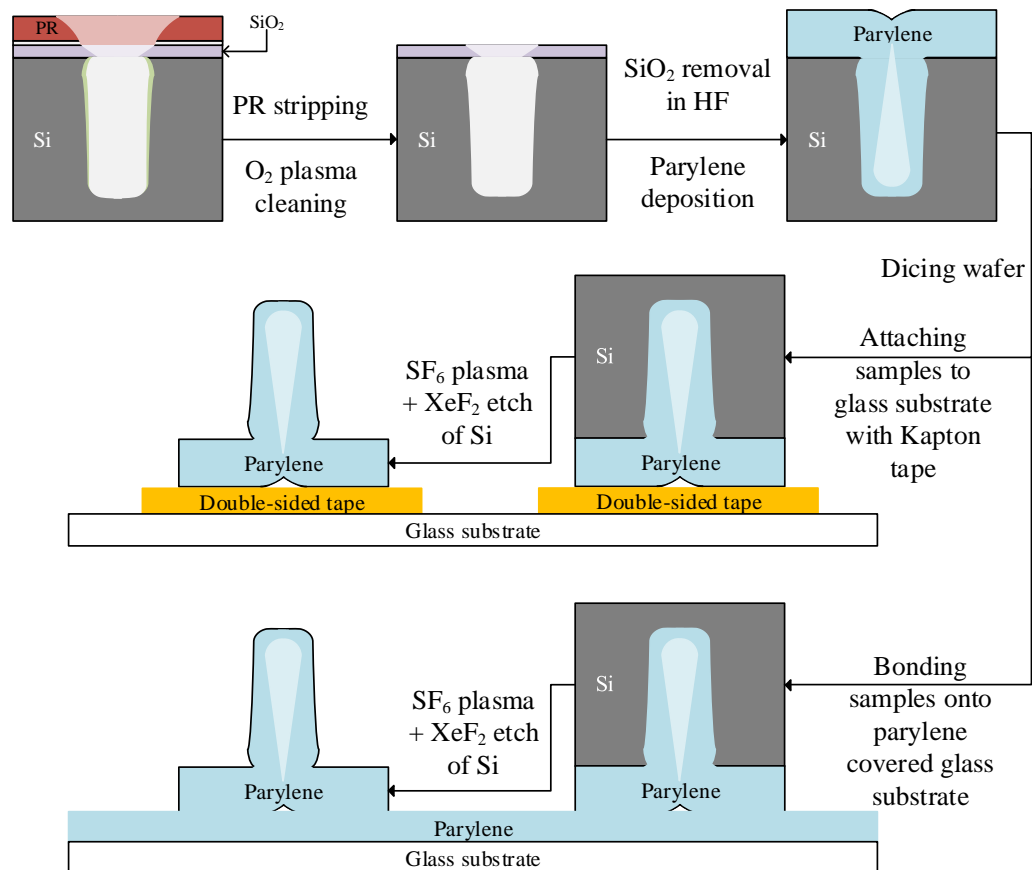 PR
SiO₂
Si
PR stripping
O₂ plasma
cleaning
SiO₂ removal
in HF
Parylene
deposition
Parylene
Si
Dicing wafer
Attaching
samples to
glass substrate
with Kapton
tape
Si
Parylene
SF₆ plasma
+ XeF₂ etch
of Si
Parylene
Double-sided tape
Double-sided tape
Glass substrate
Bonding
samples onto
parylene
covered glass
substrate
Si
Parylene
SF₆ plasma
+ XeF₂ etch
of Si
Parylene
Parylene
Glass substrate